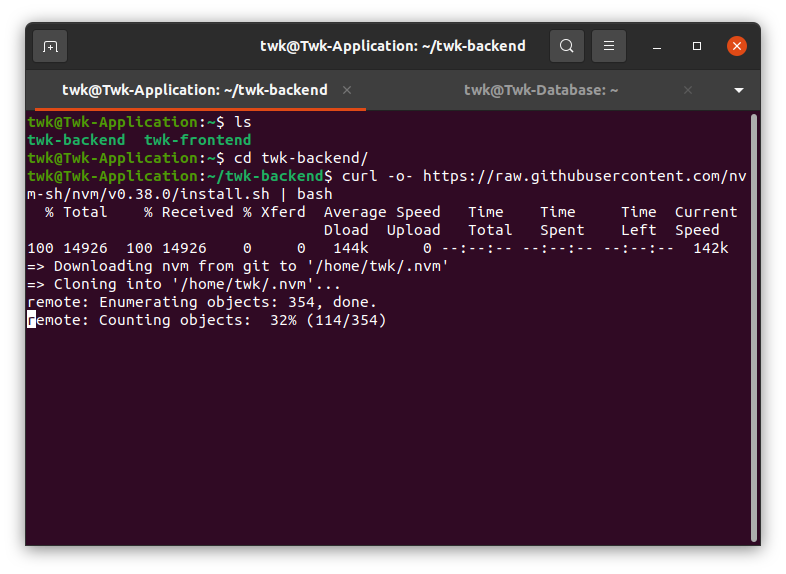 twk@Twk-Application: ~/twk-backend
twk@Twk-Application: ~/twk-backend
twk@Twk-Database: ~
twk@Twk-Application:~$ ls
twk-backend  twk-frontend
twk@Twk-Application:~$ cd twk-backend/
twk@Twk-Application:~/twk-backend$ curl -o- https://raw.githubusercontent.com/nv
m-sh/nvm/v0.38.0/install.sh | bash
  % Total    % Received % Xferd  Average Speed   Time    Time     Time  Current
                                 Dload  Upload   Total   Spent    Left  Speed
100 14926  100 14926    0     0   144k      0 --:--:-- --:--:-- --:--:--  142k
=> Downloading nvm from git to '/home/twk/.nvm'
=> Cloning into '/home/twk/.nvm'...
remote: Enumerating objects: 354, done.
remote: Counting objects:  32% (114/354)